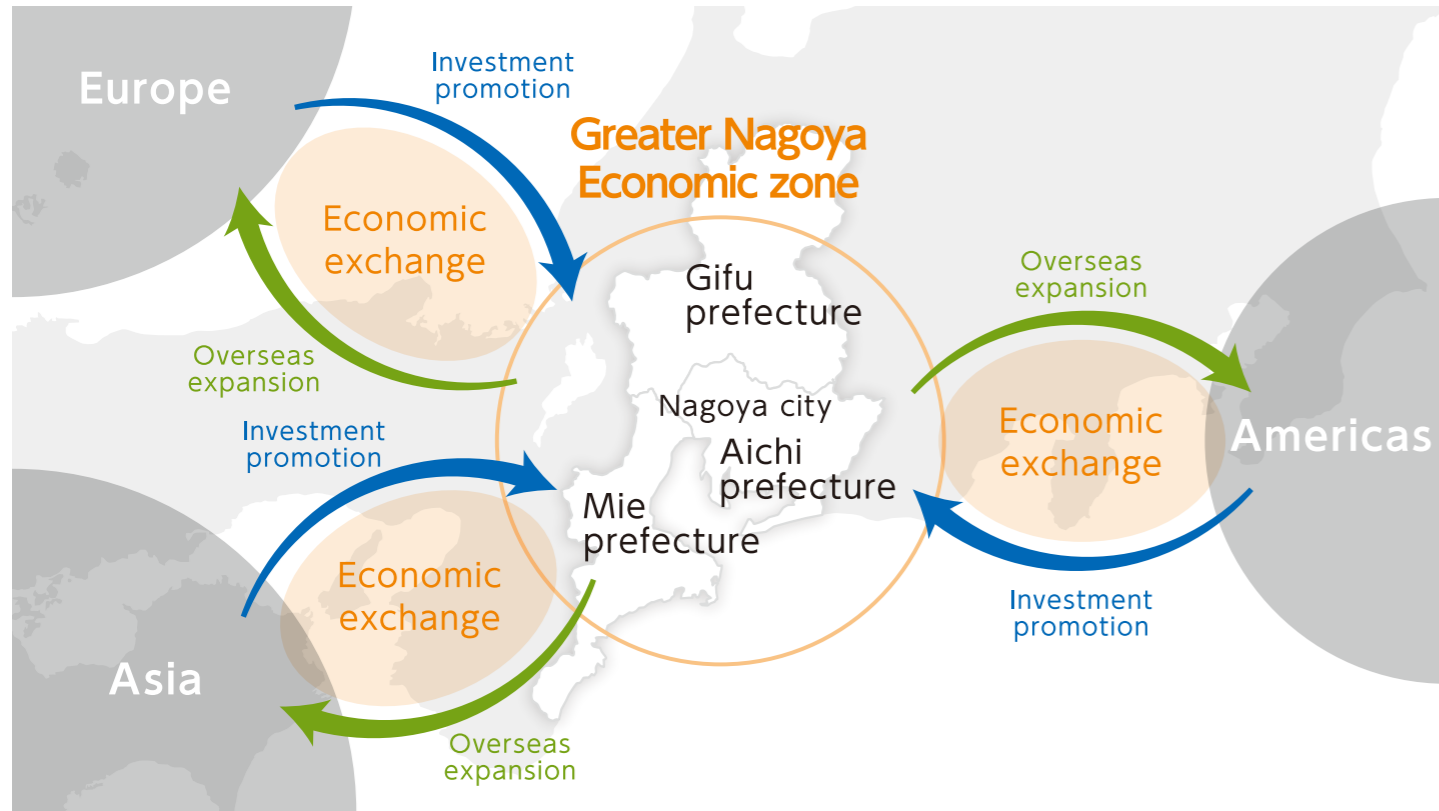 Europe
Investment
promotion
Greater Nagoya
Economic zone
Economic
exchange
Overseas
expansion
Gifu
prefecture
Nagoya city
Aichi
prefecture
Mie
prefecture
Overseas
expansion
Economic
exchange
Americas
Investment
promotion
Investment
promotion
Economic
exchange
Asia
Overseas
expansion